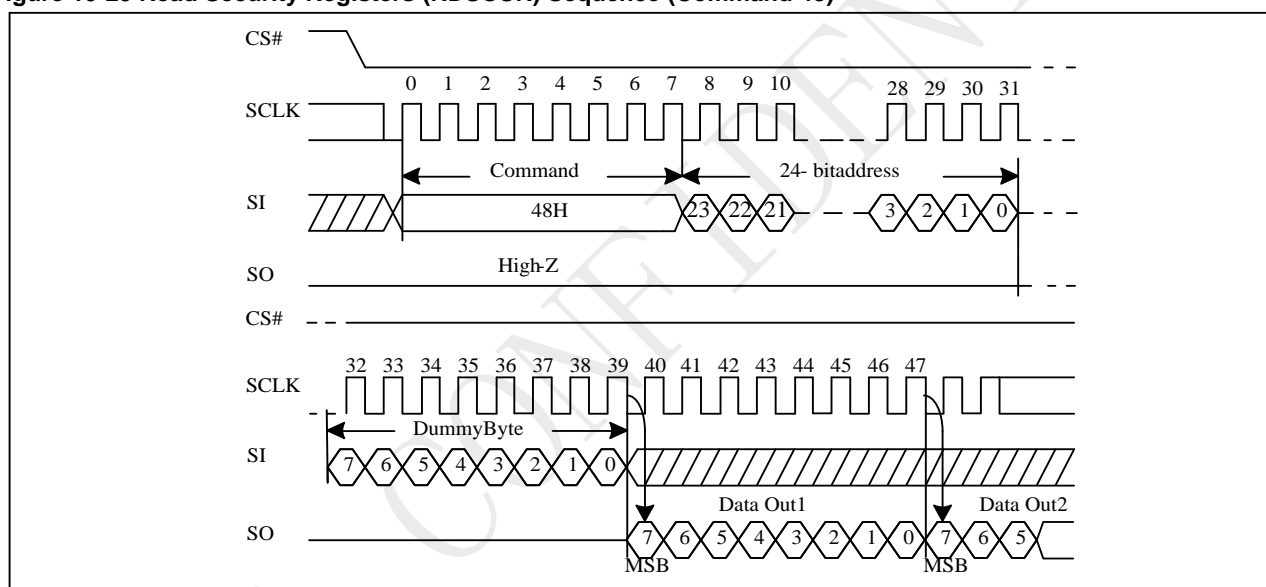 Read Security Registers (RDSCUR) Sequence (Command 48)
CS#
0 1 2 3 4 5 6 7 8 9 10 28 29 30 31
SCLK
Command 24- bitaddress
SI
48H 23 22 21 3 2 1 0
High-Z
SO
CS#
32 33 34 35 36 37 38 39 40 41 42 43 44 45 46 47
SCLK
DummyByte
SI
7 6 5 4 3 2 1 0
Data Out1 Data Out2
SO
7 6 5 4 3 2 1 0 7 6 5
MSB MSB